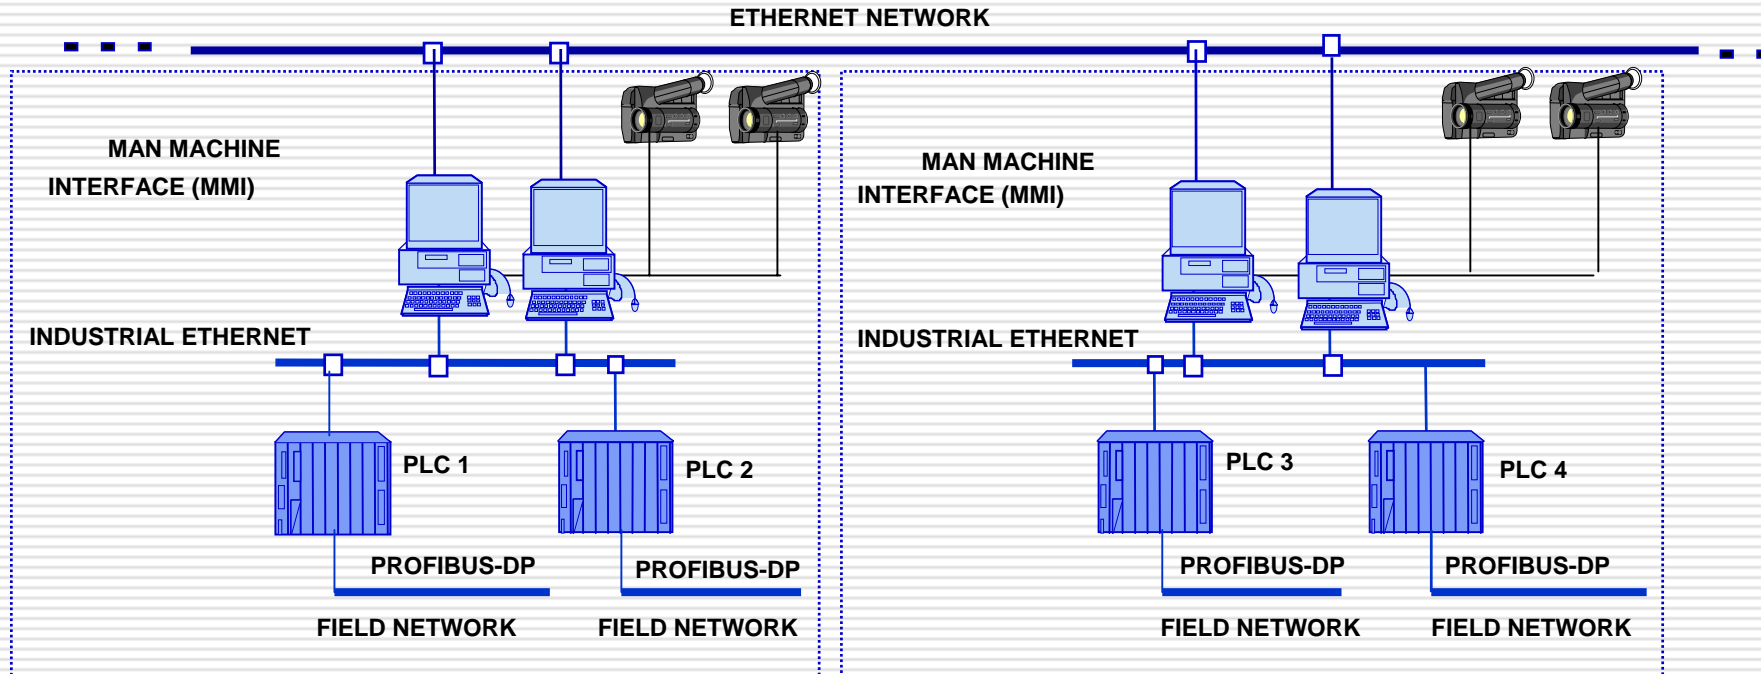 ETHERNET NETWORK
MAN MACHINE
INTERFACE (MMI)
MAN MACHINE
INTERFACE (MMI)
INDUSTRIAL ETHERNET
INDUSTRIAL ETHERNET
PLC 1
PLC 2
PLC 3
PLC 4
PROFIBUS-DP
PROFIBUS-DP
PROFIBUS-DP
PROFIBUS-DP
FIELD NETWORK
FIELD NETWORK
FIELD NETWORK
FIELD NETWORK